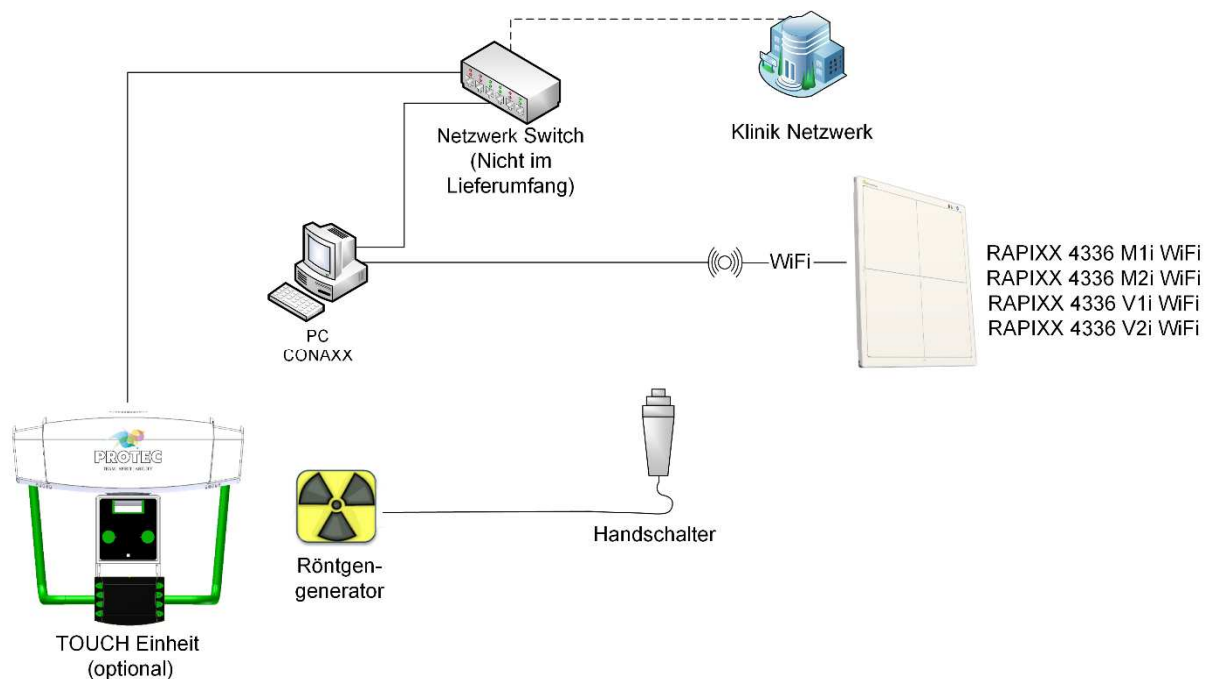 Netzwerk Switch
(Nicht im
Lieferumfang)
Klinik Netzwerk
WiFi
RAPIXX 4336 M1i WiFi
RAPIXX 4336 M2i WiFi
RAPIXX 4336 V1i WiFi
RAPIXX 4336 V2i WiFi
PC
CONAXX
PROTEC
Handschalter
Röntgen-
generator
TOUCH Einheit
(optional)